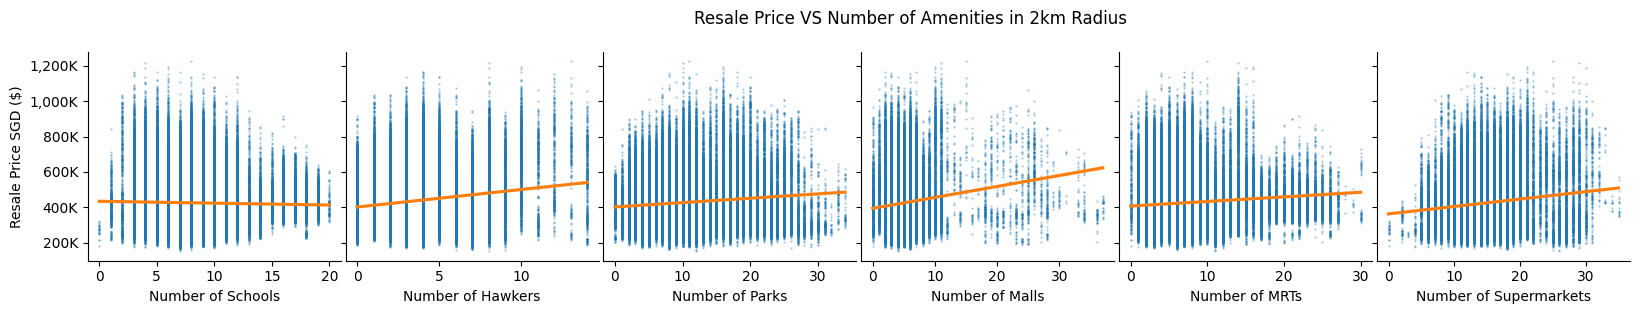 Resale Price VS Number of Amenities in 2km Radius
Resale Price SGD ($)
1,200K
1,000K
800K
600K
400K
200K
0 5 10 15 20
0 5 10
0 10 20 30
0 10 20 30
0 10 20 30
0 10 20 30
Number of Schools
Number of Hawkers
Number of Parks
Number of Malls
Number of MRTs
Number of Supermarkets